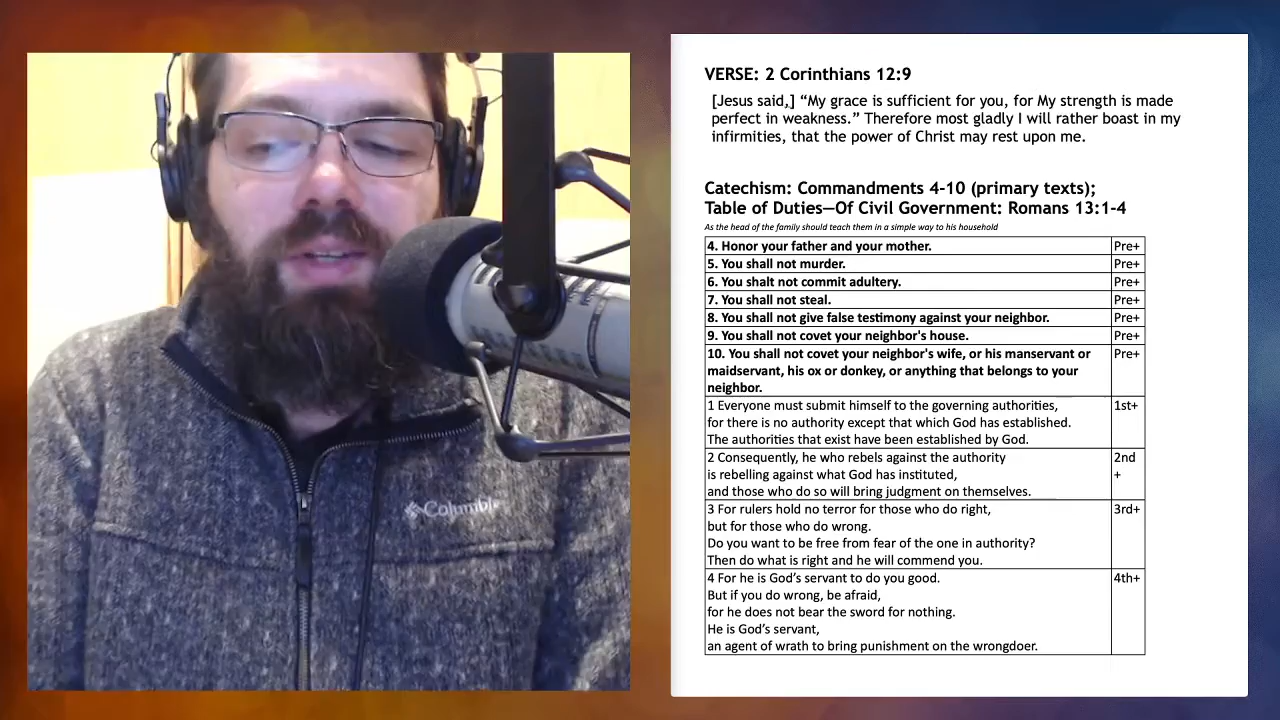 VERSE: 2 Corinthians 12:9
[Jesus said,] “My grace is sufficient for you, for My strength is made
perfect in weakness.” Therefore most gladly I will rather boast in my
infirmities, that the power of Christ may rest upon me.
Catechism: Commandments 4-10 (primary texts);
Table of Duties—Of Civil Government: Romans 13:1-4
As the head of the family should teach them in a simple way to his household
4. Honor your father and your mother. Pre+
5. You shall not murder. Pre+
6. You shalt not commit adultery. Pre+
7. You shall not steal. Pre+
8. You shall not give false testimony against your neighbor. Pre+
9. You shall not covet your neighbor's house. Pre+
10. You shall not covet your neighbor's wife, or his manservant or Pre+
maidservant, his ox or donkey, or anything that belongs to your
neighbor.
1 Everyone must submit himself to the governing authorities, 1st+
for there is no authority except that which God has established.
The authorities that exist have been established by God.
2 Consequently, he who rebels against the authority 2nd
is rebelling against what God has instituted, +
and those who do so will bring judgment on themselves.
3 For rulers hold no terror for those who do right, 3rd+
but for those who do wrong.
Do you want to be free from fear of the one in authority?
Then do what is right and he will commend you.
4 For he is God’s servant to do you good. 4th+
But if you do wrong, be afraid,
for he does not bear the sword for nothing.
He is God’s servant,
an agent of wrath to bring punishment on the wrongdoer.
Columbia